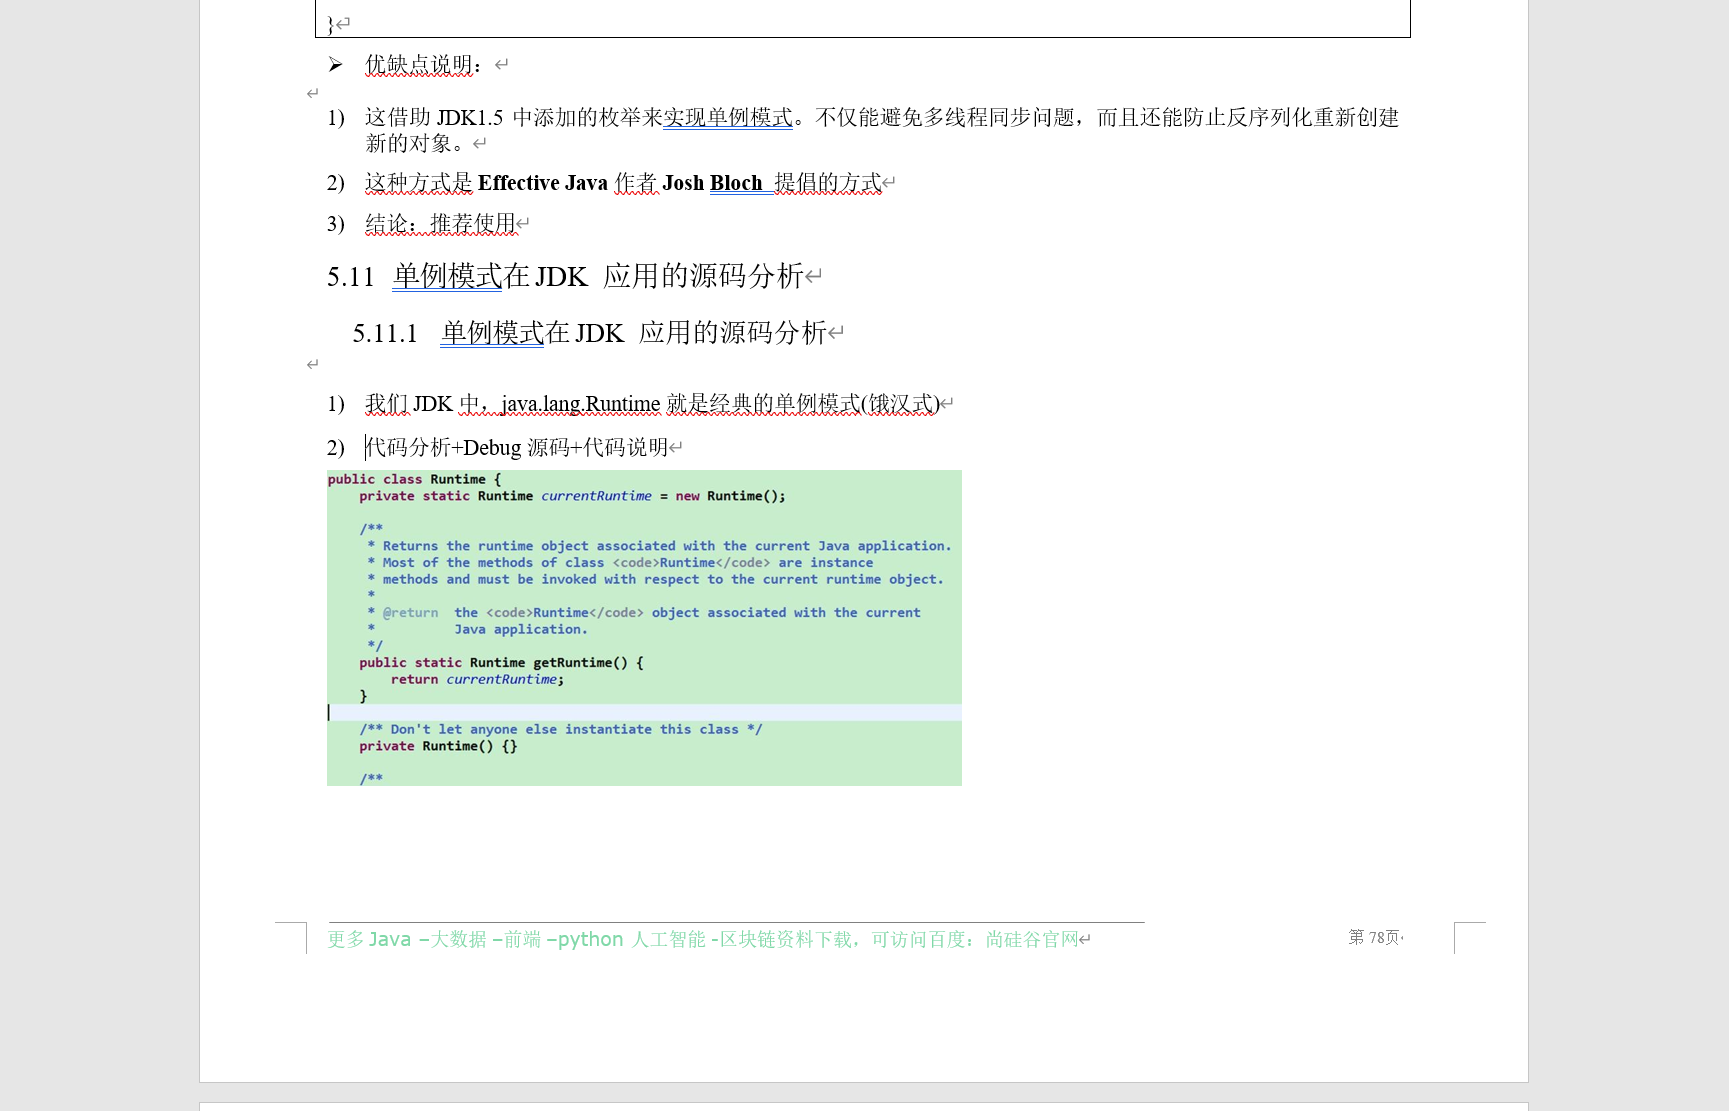 }
优缺点说明：
1) 这借助 JDK1.5 中添加的枚举来实现单例模式。不仅能避免多线程同步问题，而且还能防止反序列化重新创建
新的对象。
2) 这种方式是 Effective Java 作者 Josh Bloch 提倡的方式
3) 结论：推荐使用
5.11 单例模式在 JDK 应用的源码分析
5.11.1 单例模式在 JDK 应用的源码分析
1) 我们 JDK 中，java.lang.Runtime 就是经典的单例模式(饿汉式)
2) 代码分析+Debug 源码+代码说明
public class Runtime {
    private static Runtime currentRuntime = new Runtime();
    /**
     * Returns the runtime object associated with the current Java application.
     * Most of the methods of class <code>Runtime</code> are instance
     * methods and must be invoked with respect to the current runtime object.
     *
     * @return  the <code>Runtime</code> object associated with the current
     *          Java application.
     */
    public static Runtime getRuntime() {
        return currentRuntime;
    }
    /** Don't let anyone else instantiate this class */
    private Runtime() {}
    /**
更多 Java –大数据 –前端 –python 人工智能 -区块链资料下载，可访问百度：尚硅谷官网
第 78页